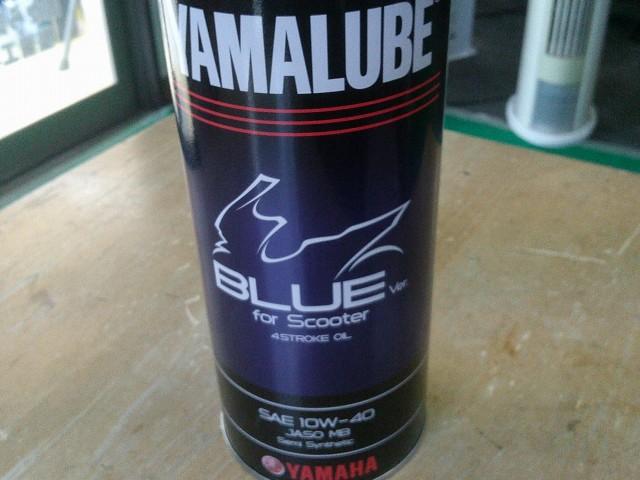 YAMALUBE
BLUE Ver.
for Scooter
4STROKE OIL
SAE 10W-40
JASO MB
Semi Synthetic
YAMAHA